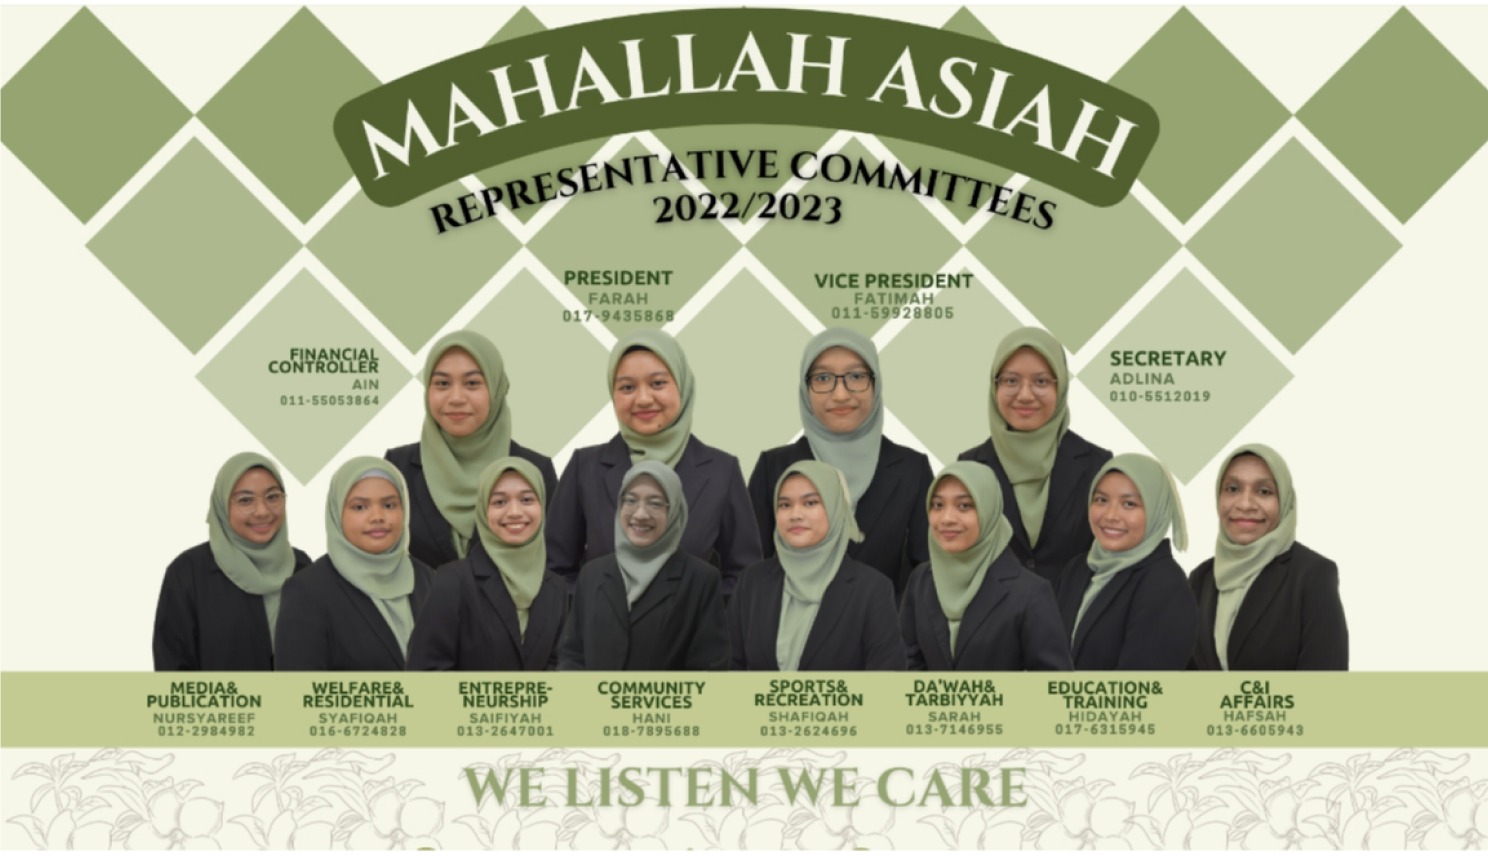 MAHALLAH ASIAH
REPRESENTATIVE COMMITTEES
2022/2023
PRESIDENT
FARAH
017-9435868
VICE PRESIDENT
FATIMAH
011-59928805
FINANCIAL
CONTROLLER
AIN
011-55053864
SECRETARY
ADLINA
010-5512019
MEDIA&
PUBLICATION
NURSYAREEF
012-2984982
WELFARE&
RESIDENTIAL
SYAFIQAH
016-6724828
ENTREPRE-
NEURSHIP
SAIFIYAH
013-2647001
COMMUNITY
SERVICES
HANI
018-7895688
SPORTS&
RECREATION
SHAFIQAH
013-2624696
DA'WAH&
TARBIYYAH
SARAH
013-7146955
EDUCATION&
TRAINING
HIDAYAH
017-6315945
C&I
AFFAIRS
HAFSAH
013-6605943
WE LISTEN WE CARE